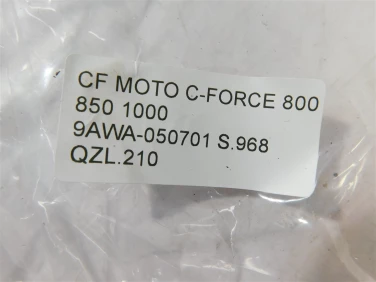 CF MOTO C-FORCE 800
850 1000
9AWA-050701 S.968
QZL.210